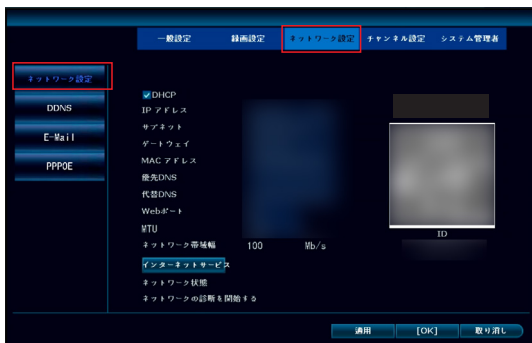 一般設定 録画設定 ネットワーク設定 チャンネル設定 システム管理者
ネットワーク設定
DDNS
E-Mail
PPPOE
DHCP
IP アドレス
サブネット
ゲートウェイ
MAC アドレス
優先DNS
代替DNS
Webポート
MTU
ネットワーク帯域幅 100 Mb/s
インターネットサービス
ネットワーク状態
ネットワークの診断を開始する
ID
適用 [OK] 取り消し